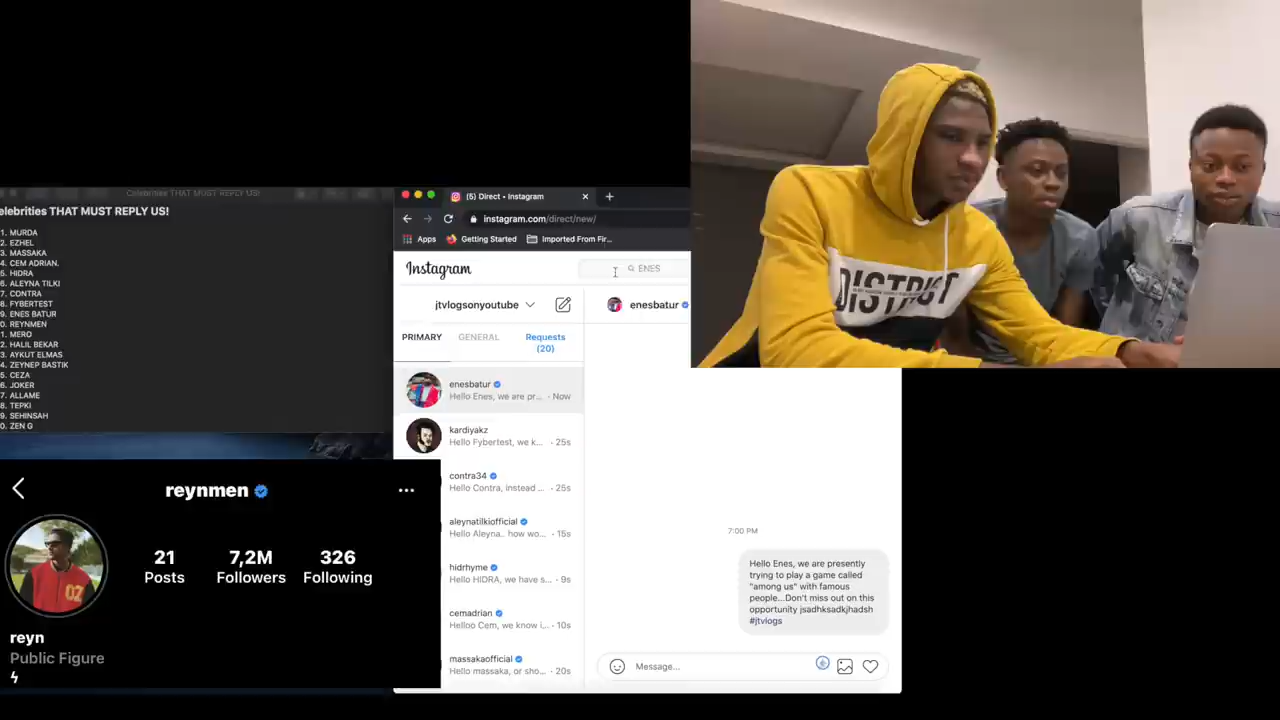 Celebrities THAT MUST REPLY US!
elebrities THAT MUST REPLY US!
1. MURDA
2. EZHEL
3. MASSAKA
4. CEM ADRIAN.
5. HIDRA
6. ALEYNA TILKI
7. CONTRA
8. FYBERTEST
9. ENES BATUR
0. REYNMEN
1. MERO
2. HALIL BEKAR
3. AYKUT ELMAS
4. ZEYNEP BASTIK
5. CEZA
6. JOKER
7. ALLAME
8. TEPKI
9. SEHINSAH
0. ZEN G
reynmen
21
Posts
7,2M
Followers
326
Following
reyn
Public Figure
(5) Direct • Instagram
instagram.com/direct/new/
Apps
Getting Started
Imported From Fir...
Instagram
ENES
jtvlogsonyoutube
enesbatur
PRIMARY
GENERAL
Requests
(20)
enesbatur
Hello Enes, we are pr... · Now
kardiyakz
Hello Fybertest, we k... · 25s
contra34
Hello Contra, instead ... · 25s
aleynatilkiofficial
Hello Aleyna.. how wo... · 15s
hidrhyme
Hello HIDRA, we have s... · 9s
cemadrian
Helloo Cem, we know i,... · 10s
massakaofficial
Hello massaka, or sho... · 20s
7:00 PM
Hello Enes, we are presently
trying to play a game called
"among us" with famous
people...Don't miss out on this
opportunity jsadhksadkjhadsh
#jtvlogs
Message...
DISTRICT